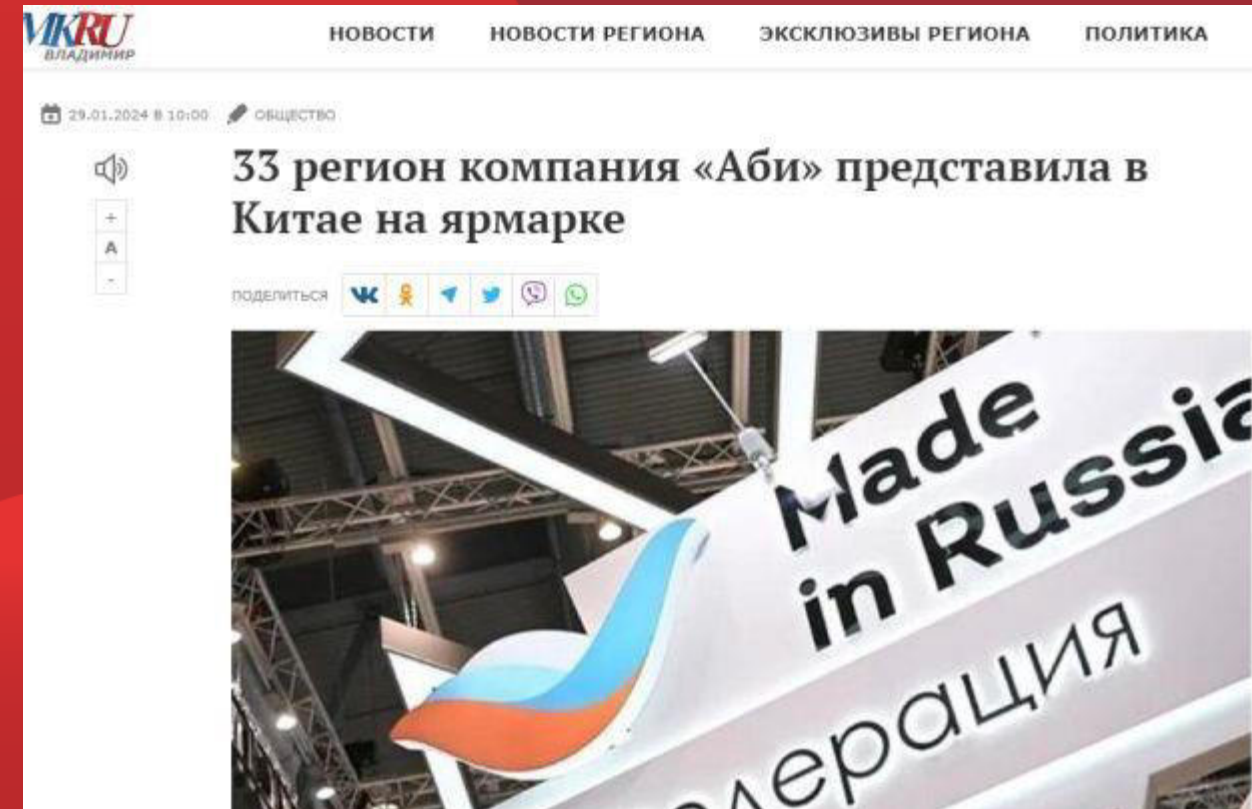 MKRU
ВЛАДИМИР
НОВОСТИ НОВОСТИ РЕГИОНА ЭКСКЛЮЗИВЫ РЕГИОНА ПОЛИТИКА
29.01.2024 В 10:00 ОБЩЕСТВО
33 регион компания «Аби» представила в
Китае на ярмарке
+
А
-
ПОДЕЛИТЬСЯ
Made
in Russia
дерация